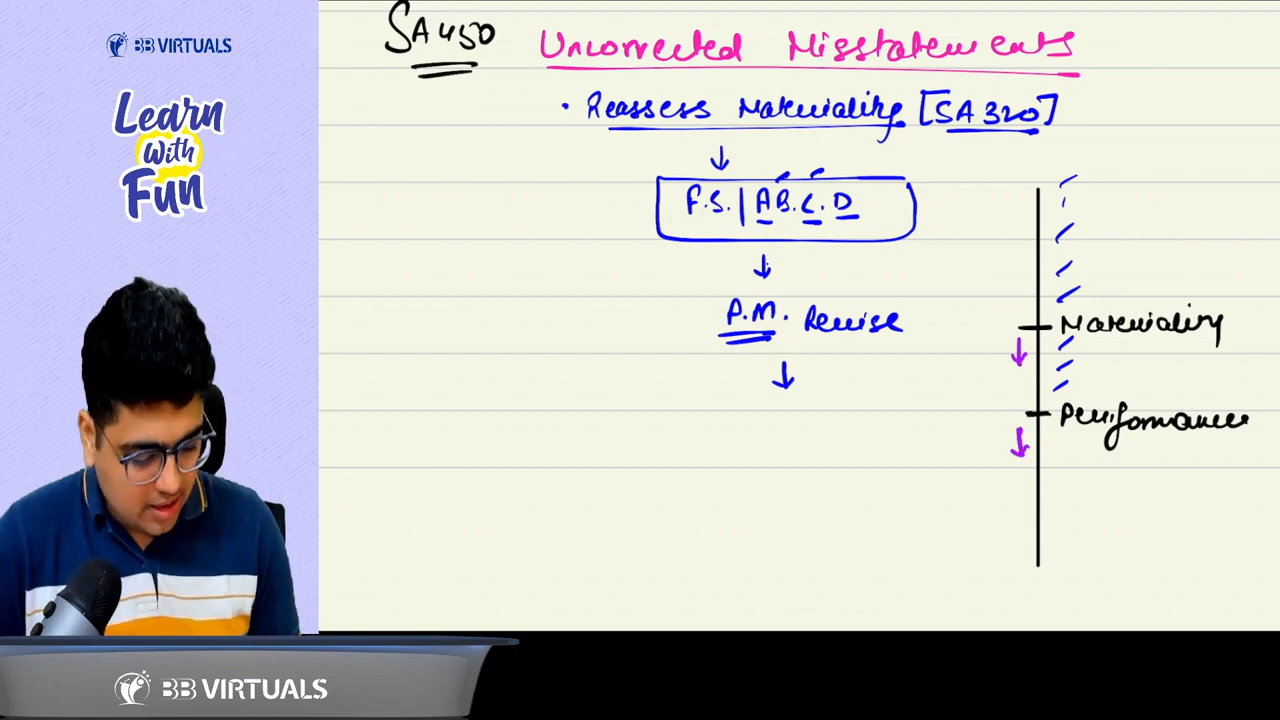 BB VIRTUALS
Learn
With
Fun
SA 450
Uncorrected Misstatements
· Reassess Materiality [SA 320]
F.S. | A B. C. D
P.M. Revise
Materiality
Performance
BB VIRTUALS